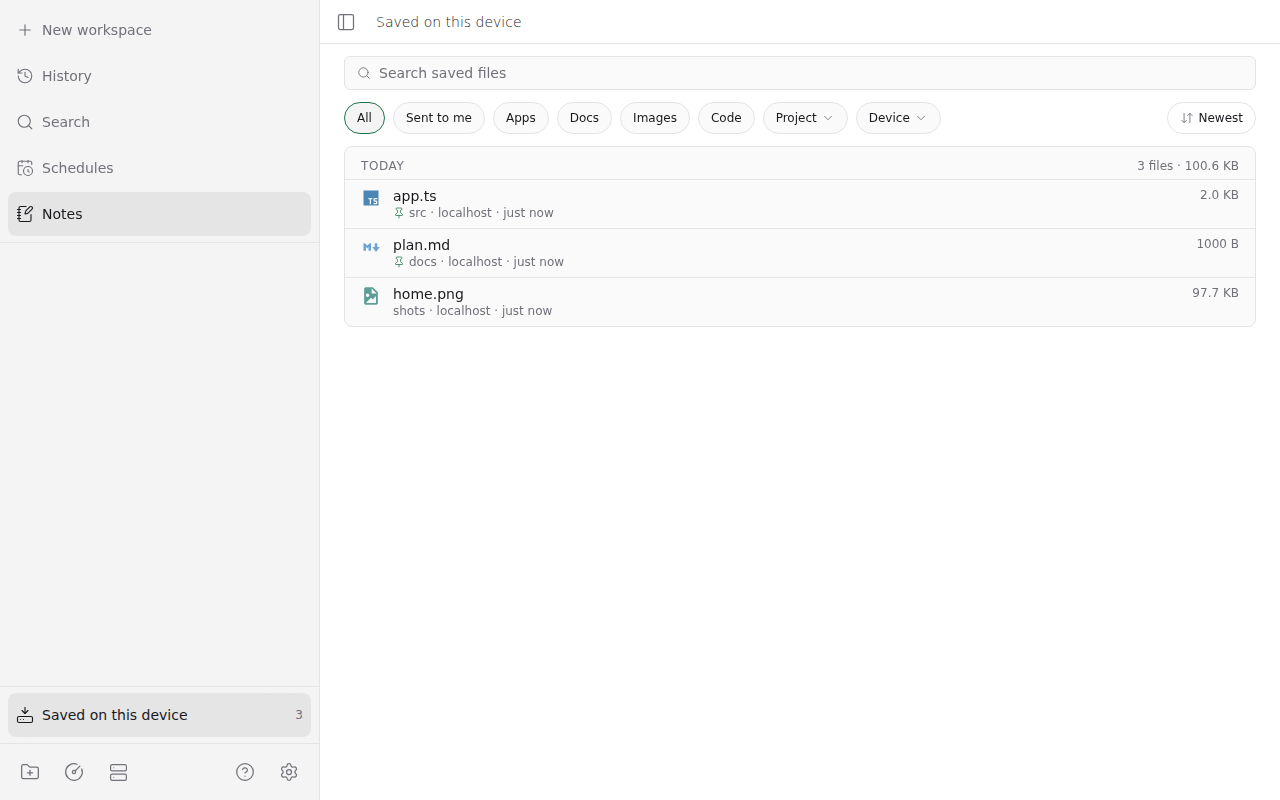 New workspace
History
Search
Schedules
Notes
Saved on this device 3
Saved on this device
Search saved files
All Sent to me Apps Docs Images Code Project Device Newest
TODAY 3 files · 100.6 KB
TS app.ts 2.0 KB
src · localhost · just now
M plan.md 1000 B
docs · localhost · just now
home.png 97.7 KB
shots · localhost · just now